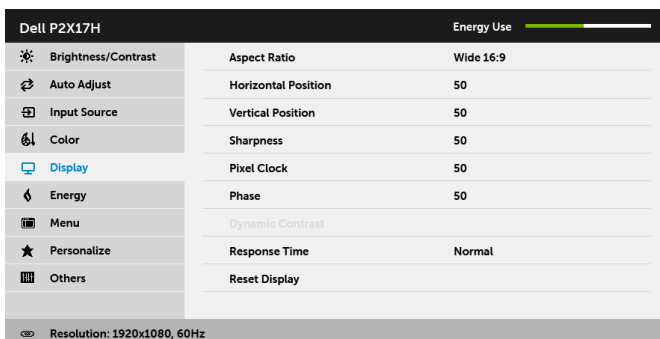 Dell P2X17H Energy Use
Brightness/Contrast Aspect Ratio Wide 16:9
Auto Adjust Horizontal Position 50
Input Source Vertical Position 50
Color Sharpness 50
Display Pixel Clock 50
Energy Phase 50
Menu Dynamic Contrast
Personalize Response Time Normal
Others Reset Display
Resolution: 1920x1080, 60Hz